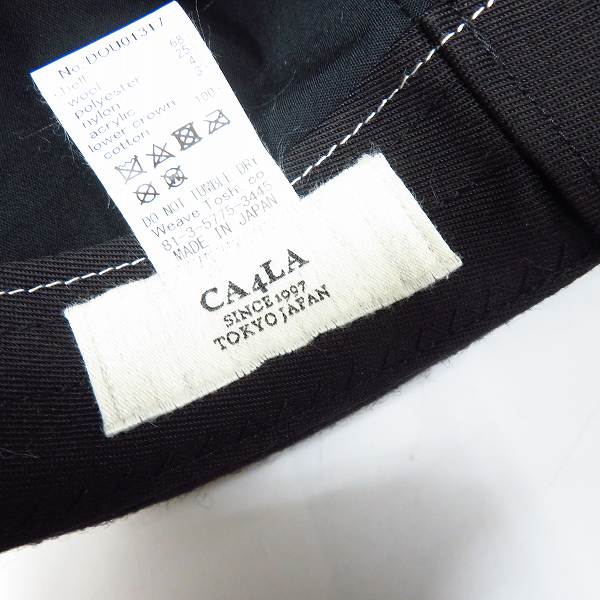 No.DOU01317
shell
wool 68
polyester 25
nylon 4
acrylic 3
lower crown
cotton 100
DO NOT TUMBLE DRY
Weave Toshi co
81-3-5775-3445
MADE IN JAPAN
CA4LA
SINCE 1997
TOKYO JAPAN